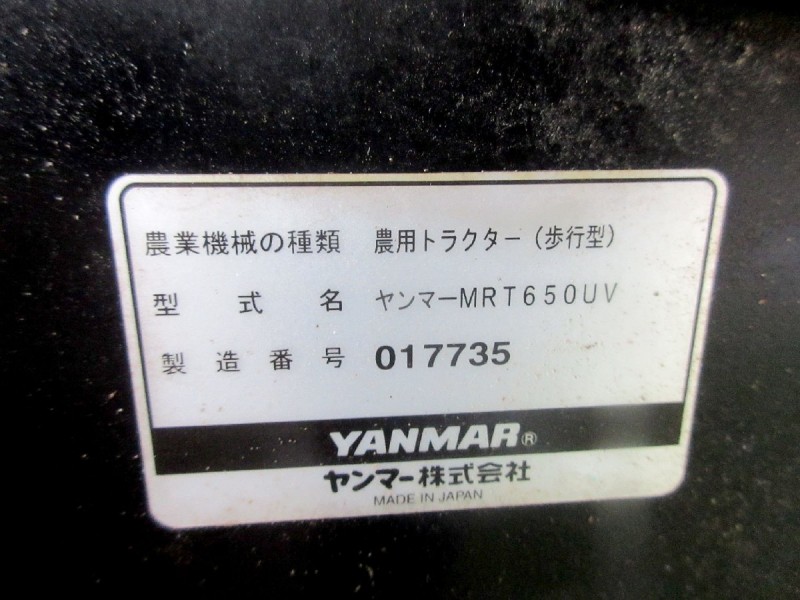 農業機械の種類 農用トラクター(歩行型)
型式名 ヤンマーMRT650UV
製造番号 017735
YANMAR®
ヤンマー株式会社
MADE IN JAPAN